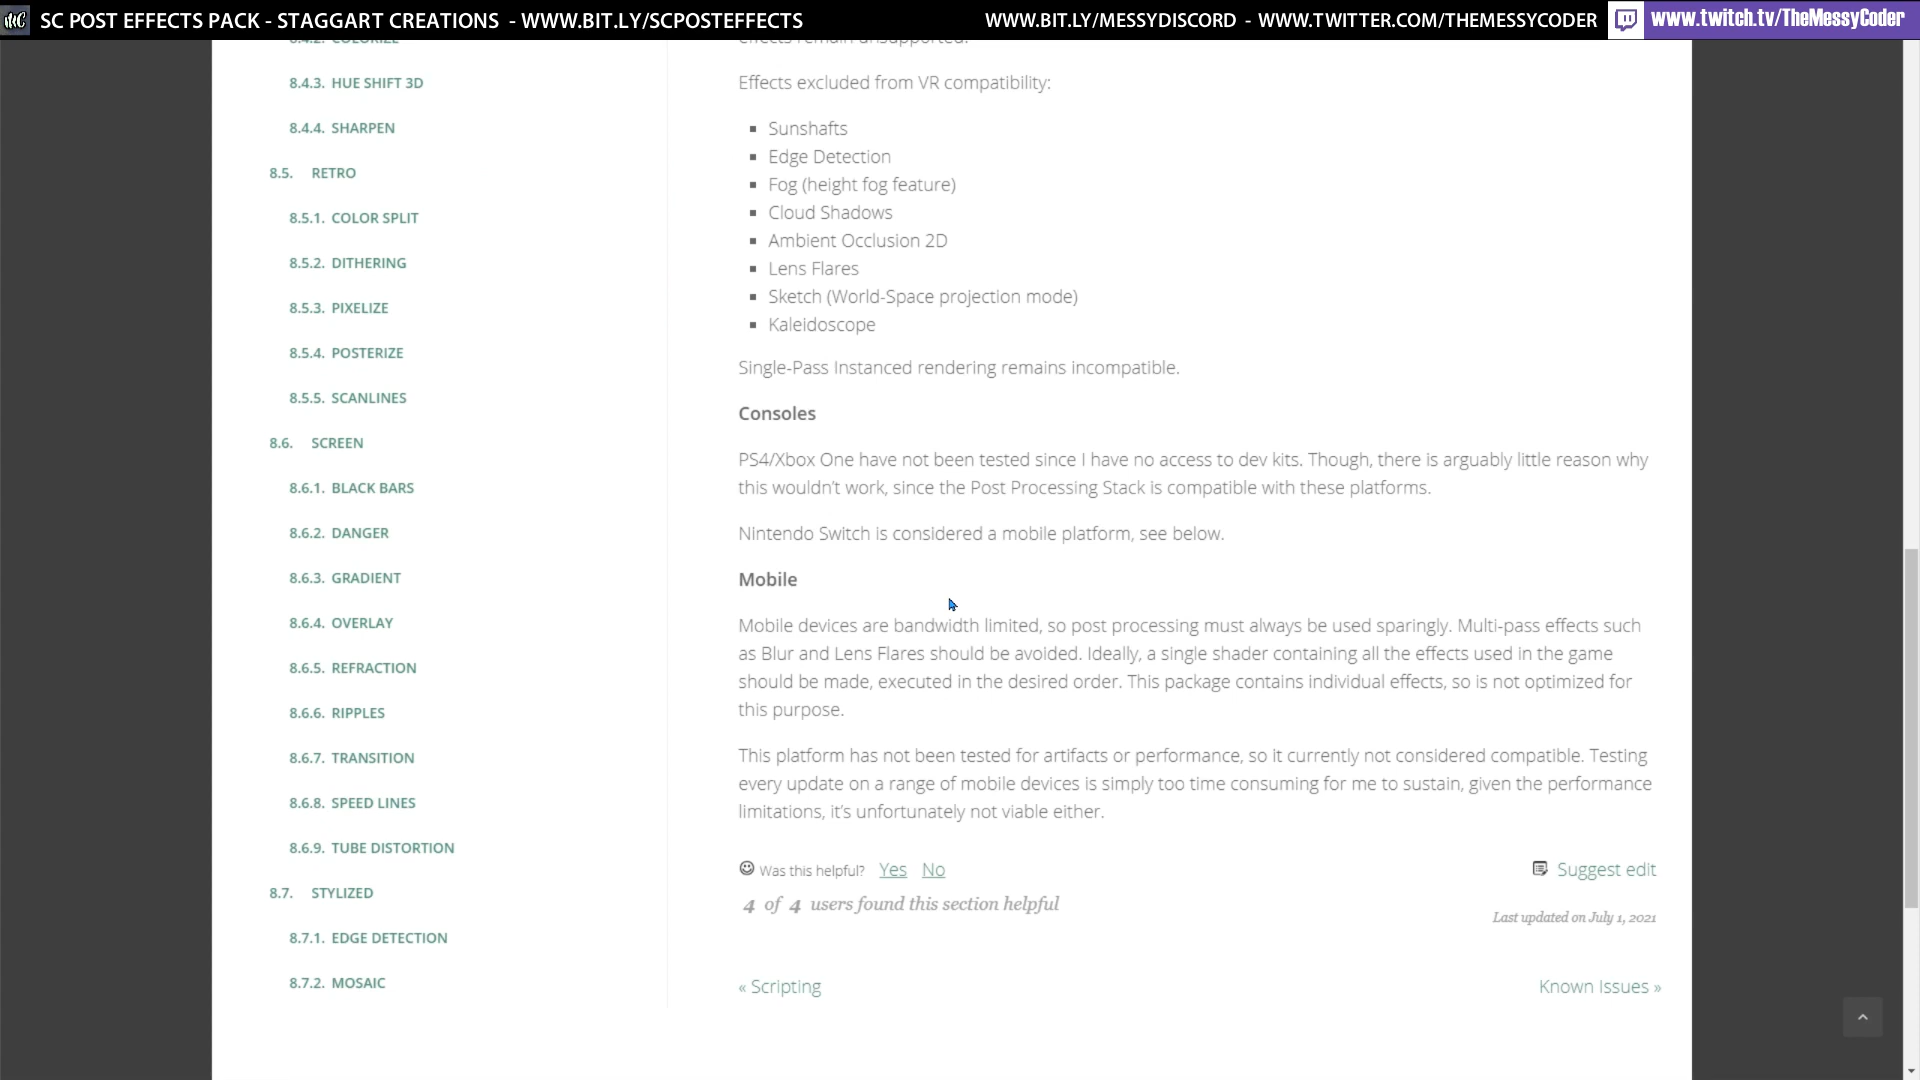 mC SC POST EFFECTS PACK - STAGGART CREATIONS - WWW.BIT.LY/SCPOSTEFFECTS
WWW.BIT.LY/MESSYDISCORD - WWW.TWITTER.COM/THEMESSYCODER
www.twitch.tv/TheMessyCoder
8.4.2. COLORIZE
8.4.3. HUE SHIFT 3D
8.4.4. SHARPEN
8.5. RETRO
8.5.1. COLOR SPLIT
8.5.2. DITHERING
8.5.3. PIXELIZE
8.5.4. POSTERIZE
8.5.5. SCANLINES
8.6. SCREEN
8.6.1. BLACK BARS
8.6.2. DANGER
8.6.3. GRADIENT
8.6.4. OVERLAY
8.6.5. REFRACTION
8.6.6. RIPPLES
8.6.7. TRANSITION
8.6.8. SPEED LINES
8.6.9. TUBE DISTORTION
8.7. STYLIZED
8.7.1. EDGE DETECTION
8.7.2. MOSAIC
effects remain unsupported.
Effects excluded from VR compatibility:
Sunshafts
Edge Detection
Fog (height fog feature)
Cloud Shadows
Ambient Occlusion 2D
Lens Flares
Sketch (World-Space projection mode)
Kaleidoscope
Single-Pass Instanced rendering remains incompatible.
Consoles
PS4/Xbox One have not been tested since I have no access to dev kits. Though, there is arguably little reason why
this wouldn't work, since the Post Processing Stack is compatible with these platforms.
Nintendo Switch is considered a mobile platform, see below.
Mobile
Mobile devices are bandwidth limited, so post processing must always be used sparingly. Multi-pass effects such
as Blur and Lens Flares should be avoided. Ideally, a single shader containing all the effects used in the game
should be made, executed in the desired order. This package contains individual effects, so is not optimized for
this purpose.
This platform has not been tested for artifacts or performance, so it currently not considered compatible. Testing
every update on a range of mobile devices is simply too time consuming for me to sustain, given the performance
limitations, it's unfortunately not viable either.
Was this helpful? Yes No
Suggest edit
4 of 4 users found this section helpful
Last updated on July 1, 2021
« Scripting
Known Issues »